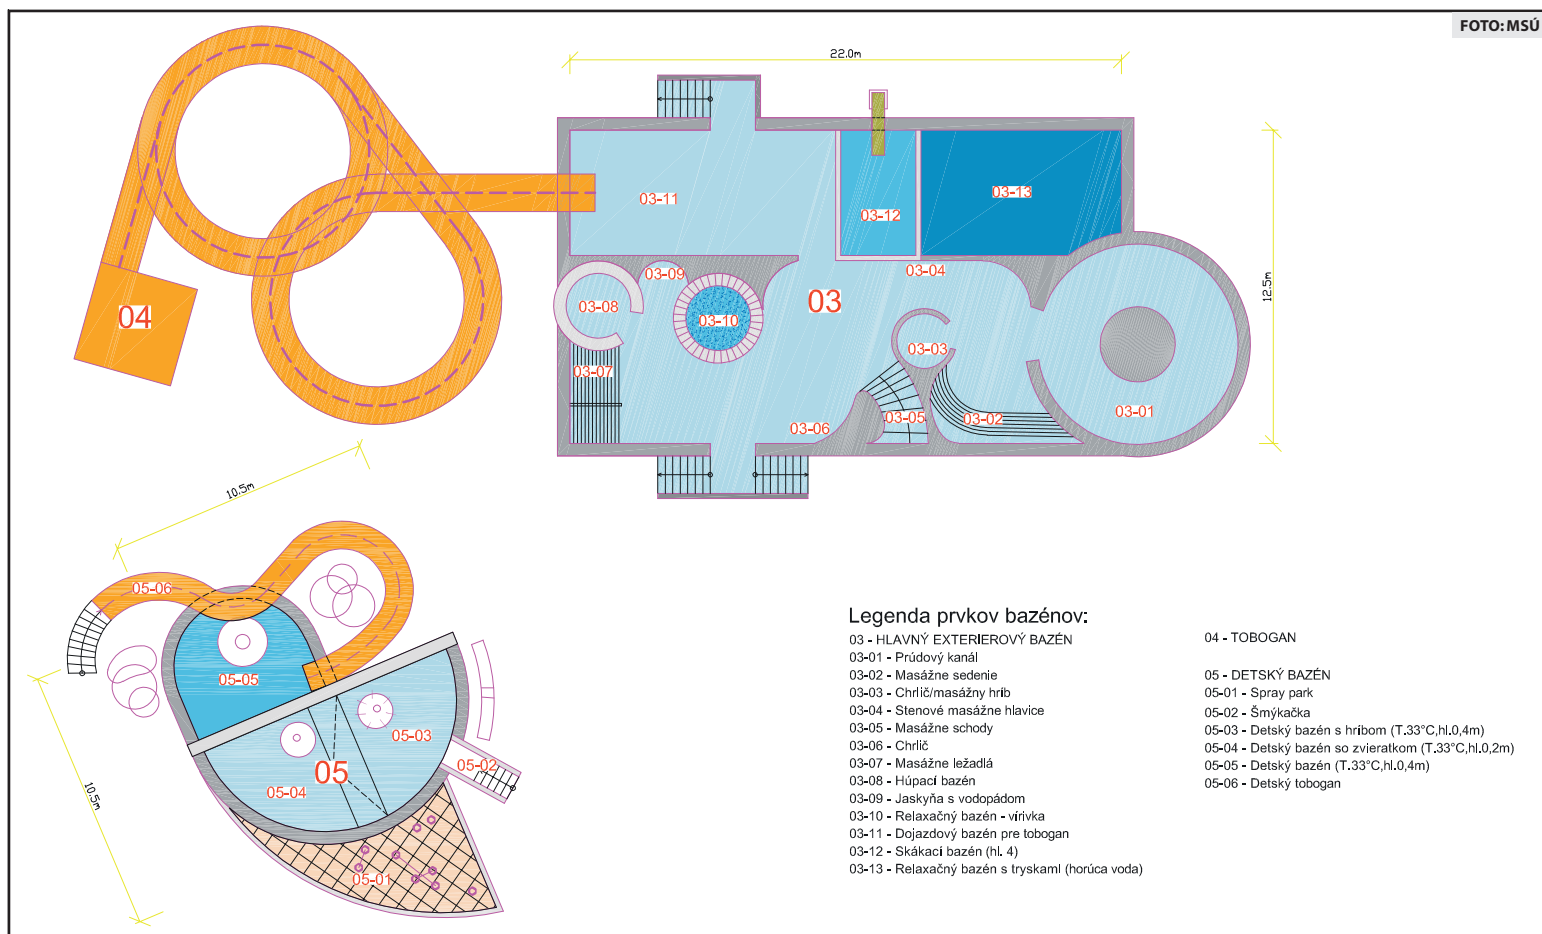 FOTO: MSÚ
22.0m
12.5m
04
03-11
03-12
03-13
03-09
03-04
03-08
03
03-10
03-03
03-07
03-01
03-05
03-02
03-06
10.5m
05-06
05-05
05-03
05-02
05
05-04
10.5m
05-01
Legenda prvkov bazénov:
03 - HLAVNÝ EXTERIEROVÝ BAZÉN
03-01 - Prúdový kanál
03-02 - Masážne sedenie
03-03 - Chrlič/masážny hríb
03-04 - Stenové masážne hlavice
03-05 - Masážne schody
03-06 - Chrlič
03-07 - Masážne ležadlá
03-08 - Húpací bazén
03-09 - Jaskyňa s vodopádom
03-10 - Relaxačný bazén - vírivka
03-11 - Dojazdový bazén pre tobogan
03-12 - Skákací bazén (hl. 4)
03-13 - Relaxačný bazén s tryskami (horúca voda)
04 - TOBOGAN
05 - DETSKÝ BAZÉN
05-01 - Spray park
05-02 - Šmýkačka
05-03 - Detský bazén s hríbom (T.33°C,hl.0,4m)
05-04 - Detský bazén so zvieratkom (T.33°C,hl.0,2m)
05-05 - Detský bazén (T.33°C,hl.0,4m)
05-06 - Detský tobogan